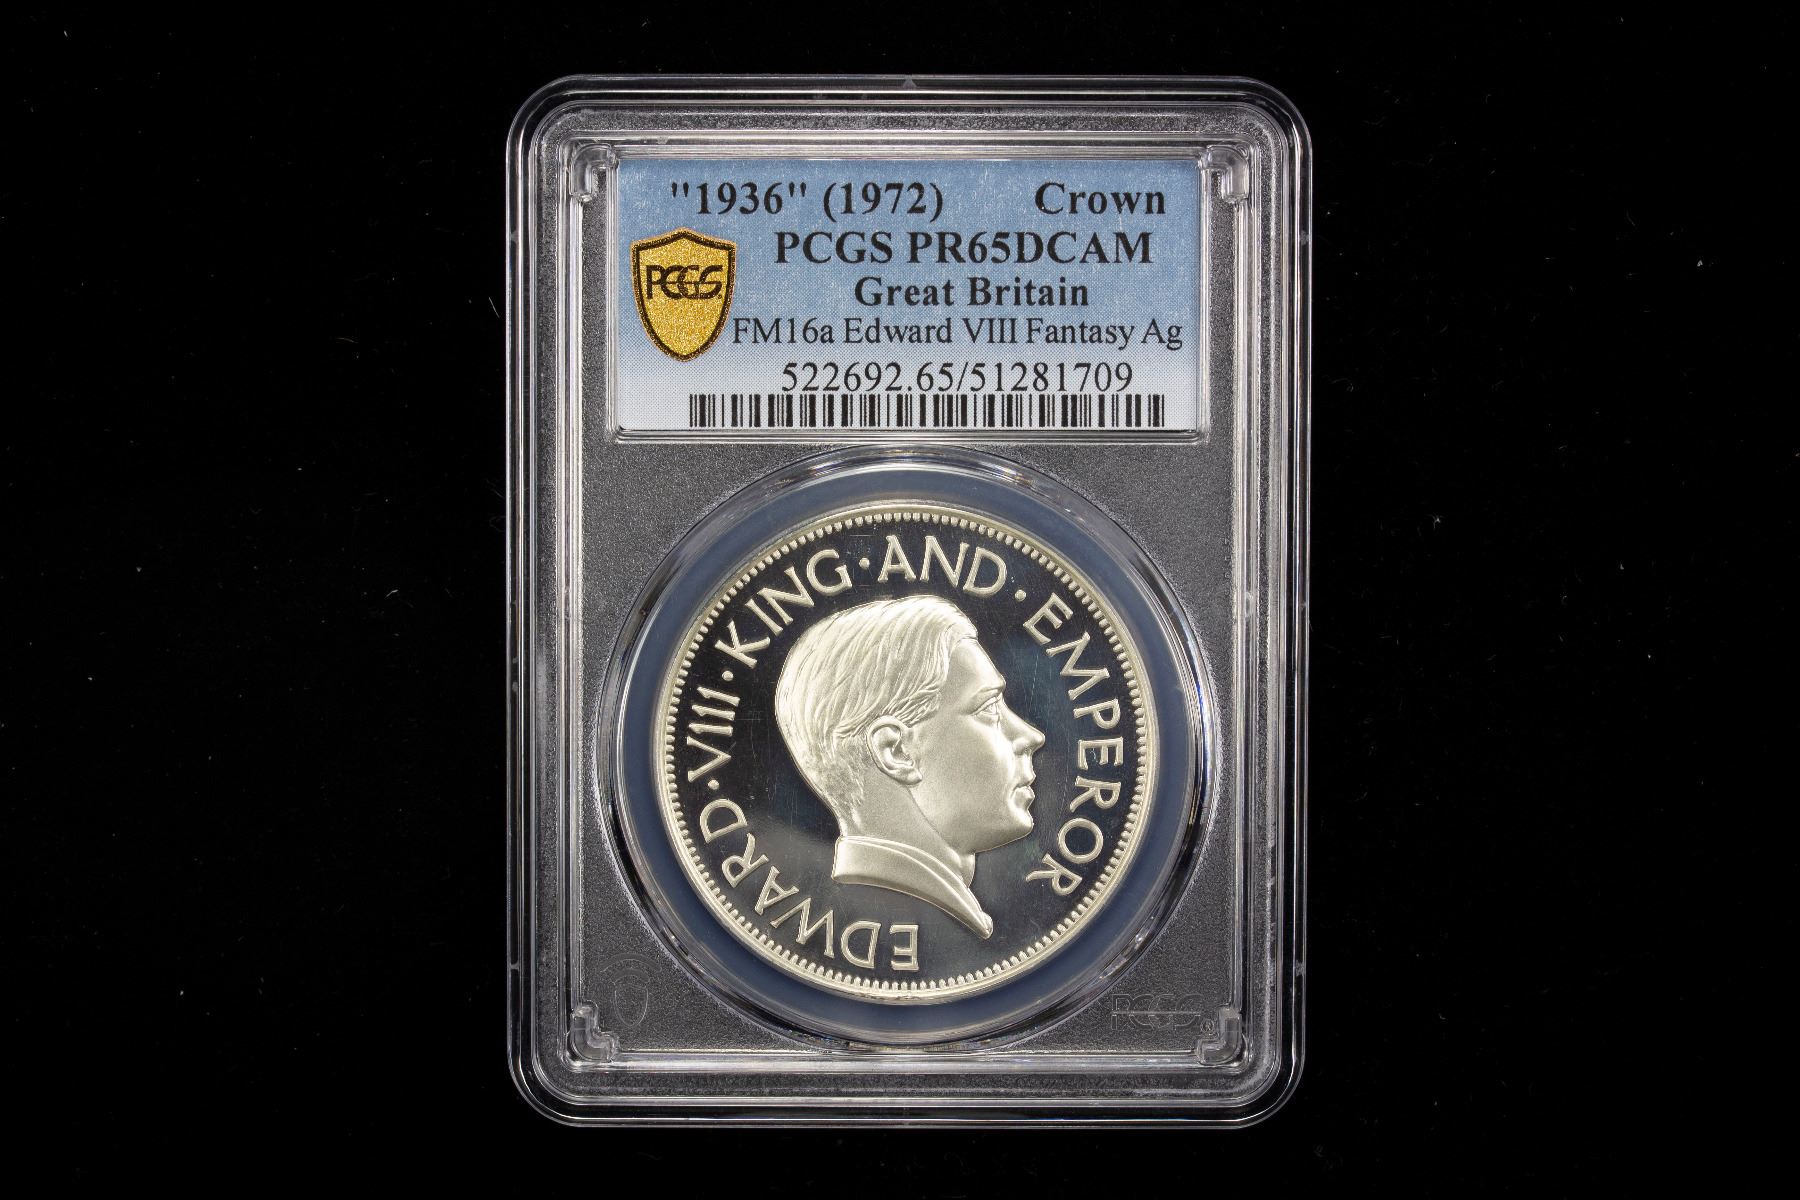 "1936" (1972) Crown
PCGS PR65DCAM
PCGS
Great Britain
FM16a Edward VIII Fantasy Ag
522692.65/51281709
EDWARD·VIII·KING·AND·EMPEROR
PCGS